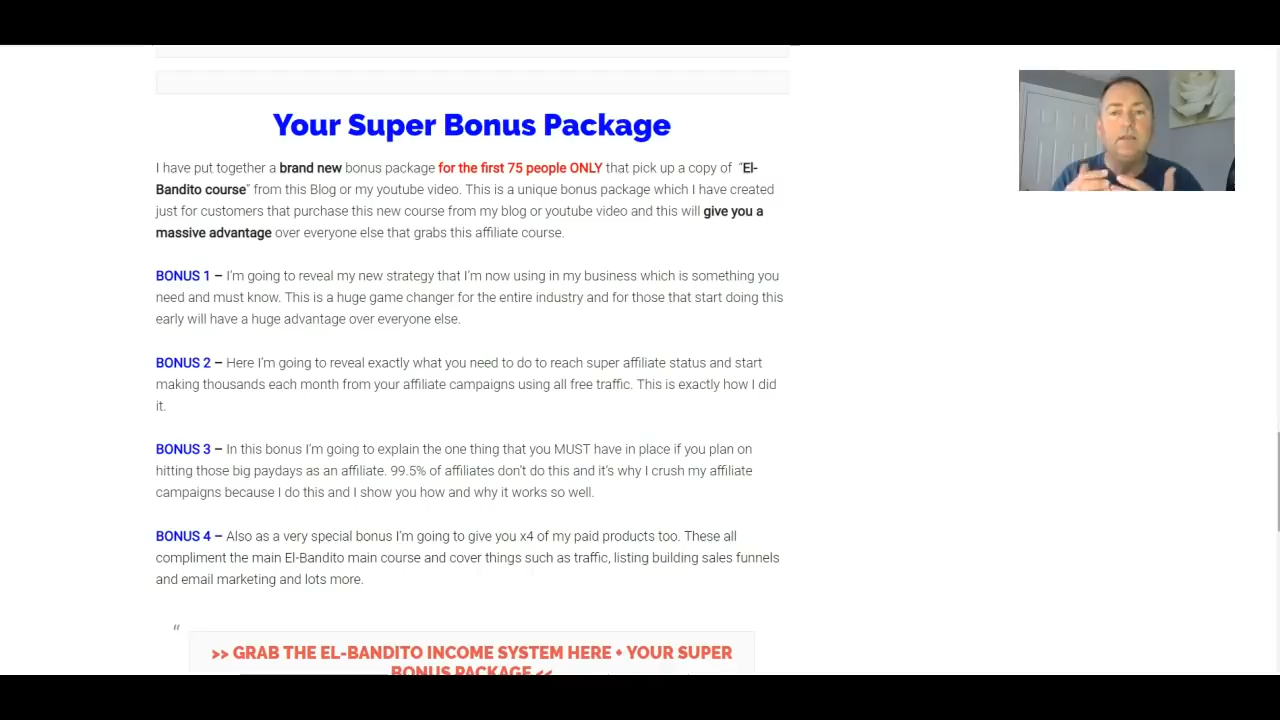 Your Super Bonus Package
I have put together a brand new bonus package for the first 75 people ONLY that pick up a copy of “El-
Bandito course” from this Blog or my youtube video. This is a unique bonus package which I have created
just for customers that purchase this new course from my blog or youtube video and this will give you a
massive advantage over everyone else that grabs this affiliate course.
BONUS 1 – I’m going to reveal my new strategy that I’m now using in my business which is something you
need and must know. This is a huge game changer for the entire industry and for those that start doing this
early will have a huge advantage over everyone else.
BONUS 2 – Here I’m going to reveal exactly what you need to do to reach super affiliate status and start
making thousands each month from your affiliate campaigns using all free traffic. This is exactly how I did
it.
BONUS 3 – In this bonus I’m going to explain the one thing that you MUST have in place if you plan on
hitting those big paydays as an affiliate. 99.5% of affiliates don’t do this and it’s why I crush my affiliate
campaigns because I do this and I show you how and why it works so well.
BONUS 4 – Also as a very special bonus I’m going to give you x4 of my paid products too. These all
compliment the main El-Bandito main course and cover things such as traffic, listing building sales funnels
and email marketing and lots more.
“
>> GRAB THE EL-BANDITO INCOME SYSTEM HERE + YOUR SUPER
BONUS PACKAGE <<